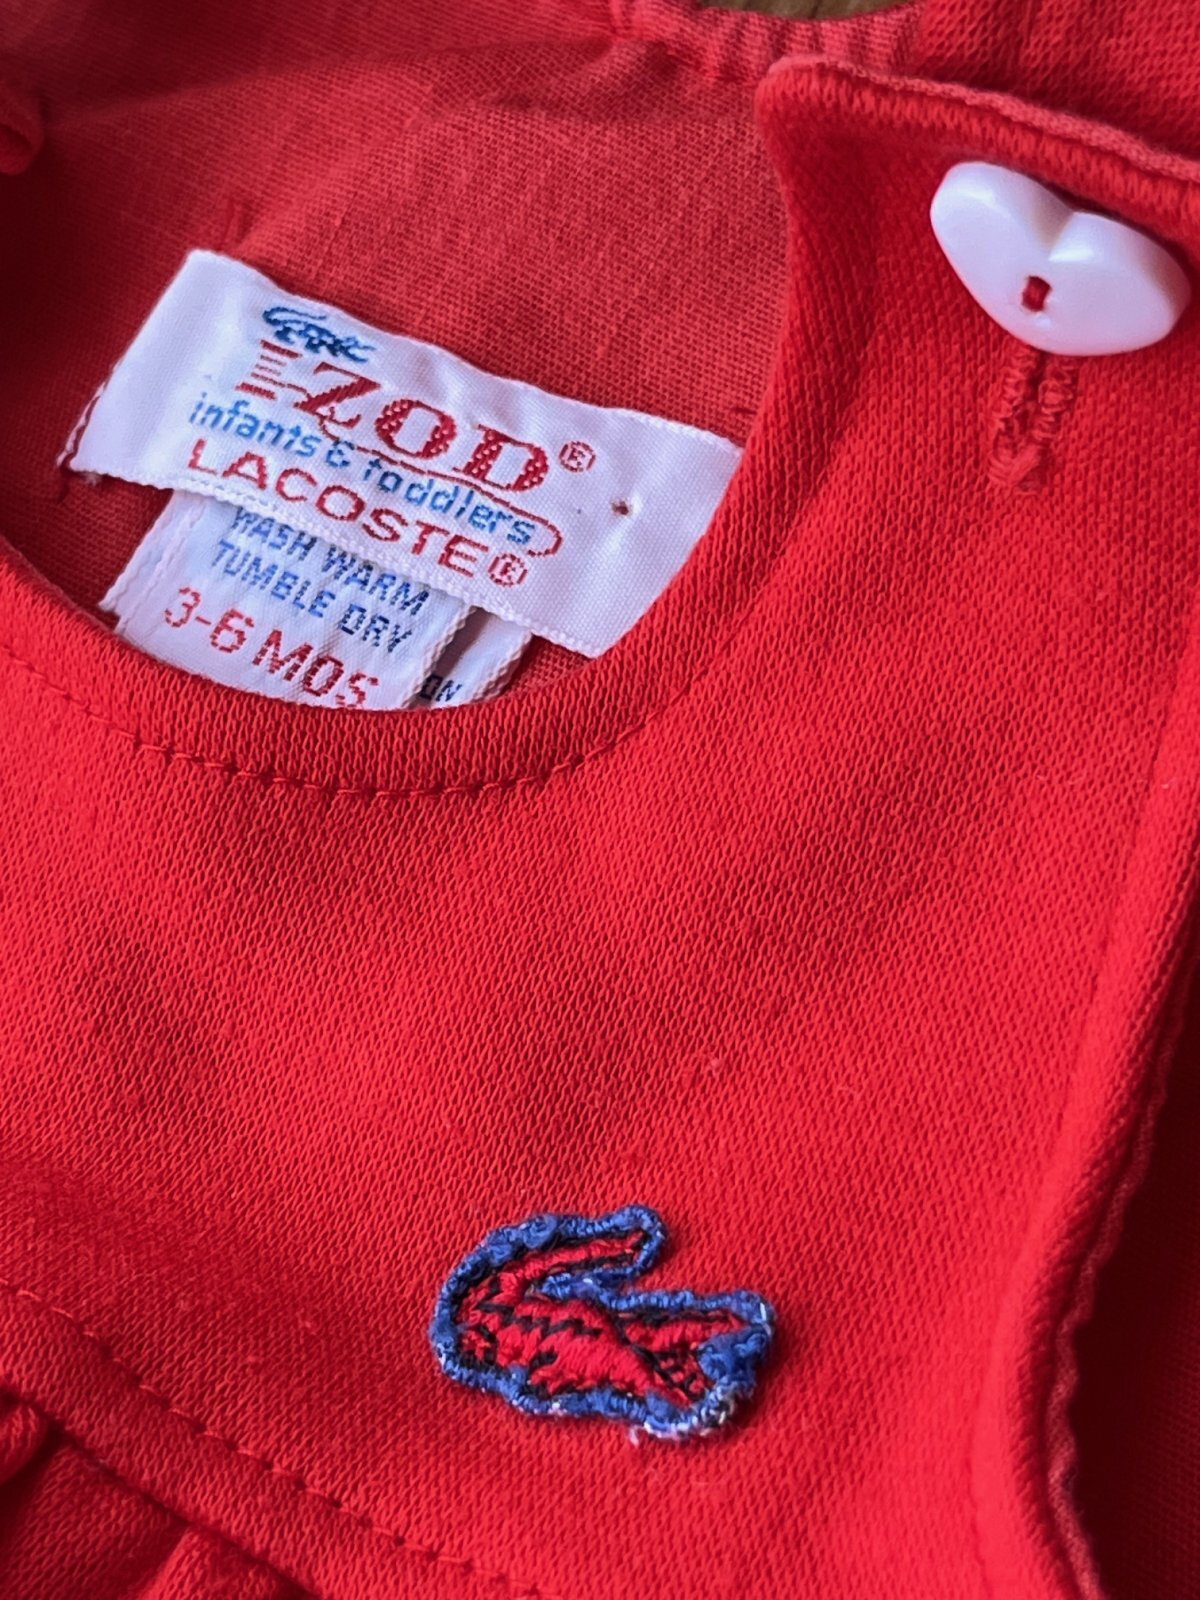 IZOD®
infants & toddlers
LACOSTE®
WASH WARM
TUMBLE DRY
3-6 MOS